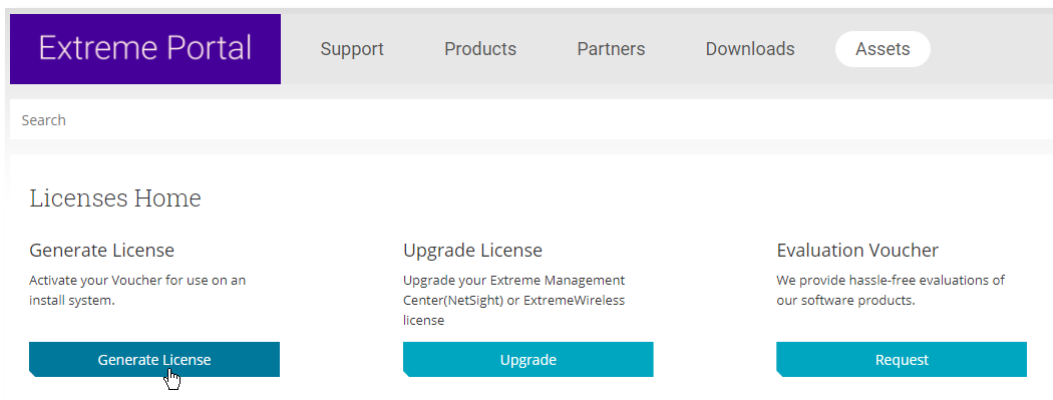 Extreme Portal
Support
Products
Partners
Downloads
Assets
Search
Licenses Home
Generate License
Activate your Voucher for use on an
install system.
Generate License
Upgrade License
Upgrade your Extreme Management
Center(NetSight) or ExtremeWireless
license
Upgrade
Evaluation Voucher
We provide hassle-free evaluations of
our software products.
Request